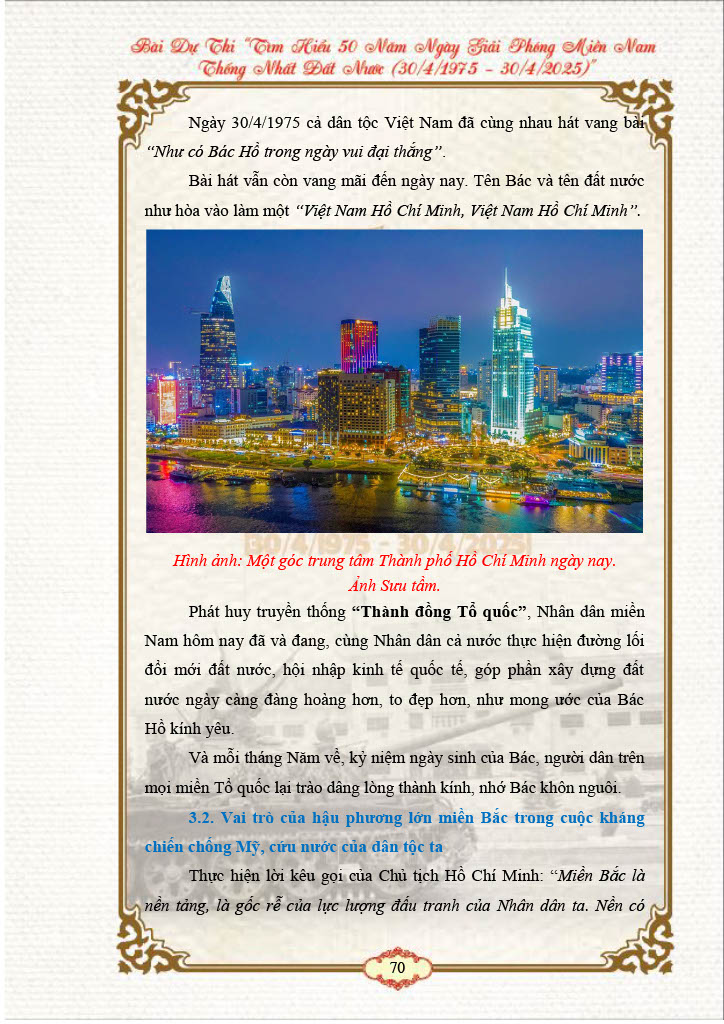 Bài Dự Thi "Tìm Hiểu 50 Năm Ngày Giải Phóng Miền Nam
Thống Nhất Đất Nước (30/4/1975 – 30/4/2025)"
Ngày 30/4/1975 cả dân tộc Việt Nam đã cùng nhau hát vang bài
“Như có Bác Hồ trong ngày vui đại thắng”.
Bài hát vẫn còn vang mãi đến ngày nay. Tên Bác và tên đất nước
như hòa vào làm một “Việt Nam Hồ Chí Minh, Việt Nam Hồ Chí Minh”.
30/4/1975 - 30/4/2025
Hình ảnh: Một góc trung tâm Thành phố Hồ Chí Minh ngày nay.
Ảnh Sưu tầm.
Phát huy truyền thống “Thành đồng Tổ quốc”, Nhân dân miền
Nam hôm nay đã và đang, cùng Nhân dân cả nước thực hiện đường lối
đổi mới đất nước, hội nhập kinh tế quốc tế, góp phần xây dựng đất
nước ngày càng đàng hoàng hơn, to đẹp hơn, như mong ước của Bác
Hồ kính yêu.
Và mỗi tháng Năm về, kỷ niệm ngày sinh của Bác, người dân trên
mọi miền Tổ quốc lại trào dâng lòng thành kính, nhớ Bác khôn nguôi.
3.2. Vai trò của hậu phương lớn miền Bắc trong cuộc kháng
chiến chống Mỹ, cứu nước của dân tộc ta
Thực hiện lời kêu gọi của Chủ tịch Hồ Chí Minh: “Miền Bắc là
nền tảng, là gốc rễ của lực lượng đấu tranh của Nhân dân ta. Nền có
70